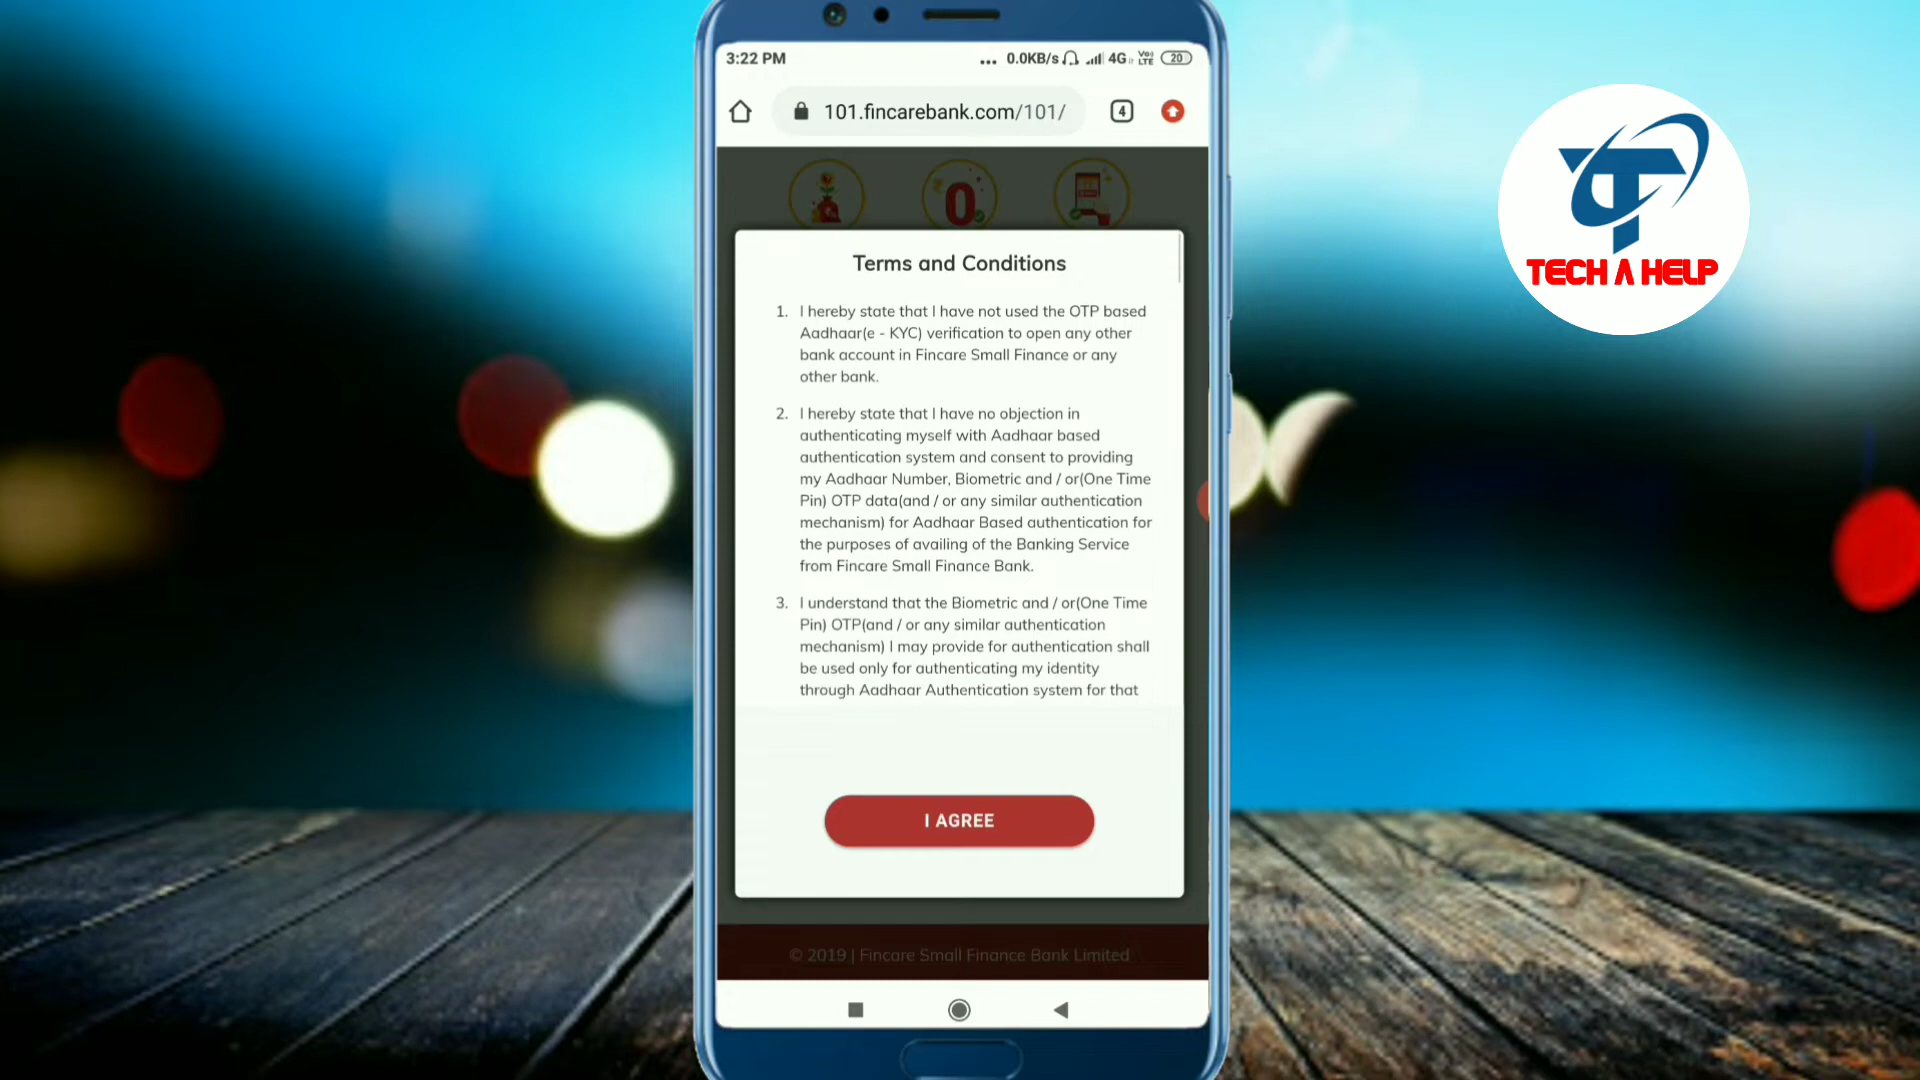 3:22 PM
... 0.0KB/s 4G Vo) LTE 20
101.fincarebank.com/101/
4
0
Terms and Conditions
1. I hereby state that I have not used the OTP based
Aadhaar(e - KYC) verification to open any other
bank account in Fincare Small Finance or any
other bank.
2. I hereby state that I have no objection in
authenticating myself with Aadhaar based
authentication system and consent to providing
my Aadhaar Number, Biometric and / or(One Time
Pin) OTP data(and / or any similar authentication
mechanism) for Aadhaar Based authentication for
the purposes of availing of the Banking Service
from Fincare Small Finance Bank.
3. I understand that the Biometric and / or(One Time
Pin) OTP(and / or any similar authentication
mechanism) I may provide for authentication shall
be used only for authenticating my identity
through Aadhaar Authentication system for that
I AGREE
© 2019 | Fincare Small Finance Bank Limited
TECH A HELP